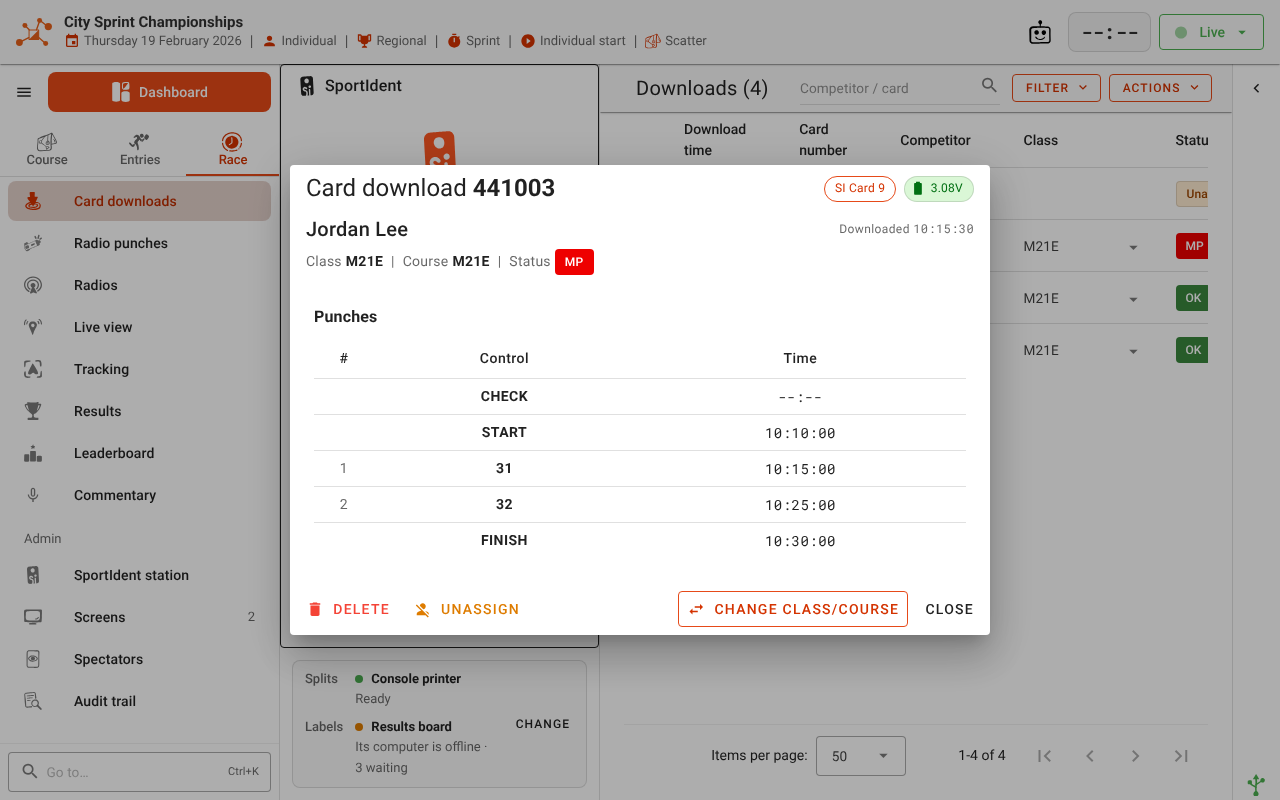 City Sprint Championships
Thursday 19 February 2026 | Individual | Regional | Sprint | Individual start | Scatter
--:--
Live
Dashboard
Course
Entries
Race
Card downloads
Radio punches
Radios
Live view
Tracking
Results
Leaderboard
Commentary
Admin
SportIdent station
Screens 2
Spectators
Audit trail
Go to… Ctrl+K
SportIdent
Si
Downloads (4)
Competitor / card
FILTER
ACTIONS
Download time
Card number
Competitor
Class
Statu
Una
M21E MP
M21E OK
M21E OK
Card download 441003
SI Card 9
3.08V
Jordan Lee
Downloaded 10:15:30
Class M21E | Course M21E | Status MP
Punches
# Control Time
CHECK --:--
START 10:10:00
1 31 10:15:00
2 32 10:25:00
FINISH 10:30:00
DELETE
UNASSIGN
CHANGE CLASS/COURSE
CLOSE
Splits Console printer
Ready
Labels Results board
Its computer is offline ·
3 waiting
CHANGE
Items per page: 50
1-4 of 4